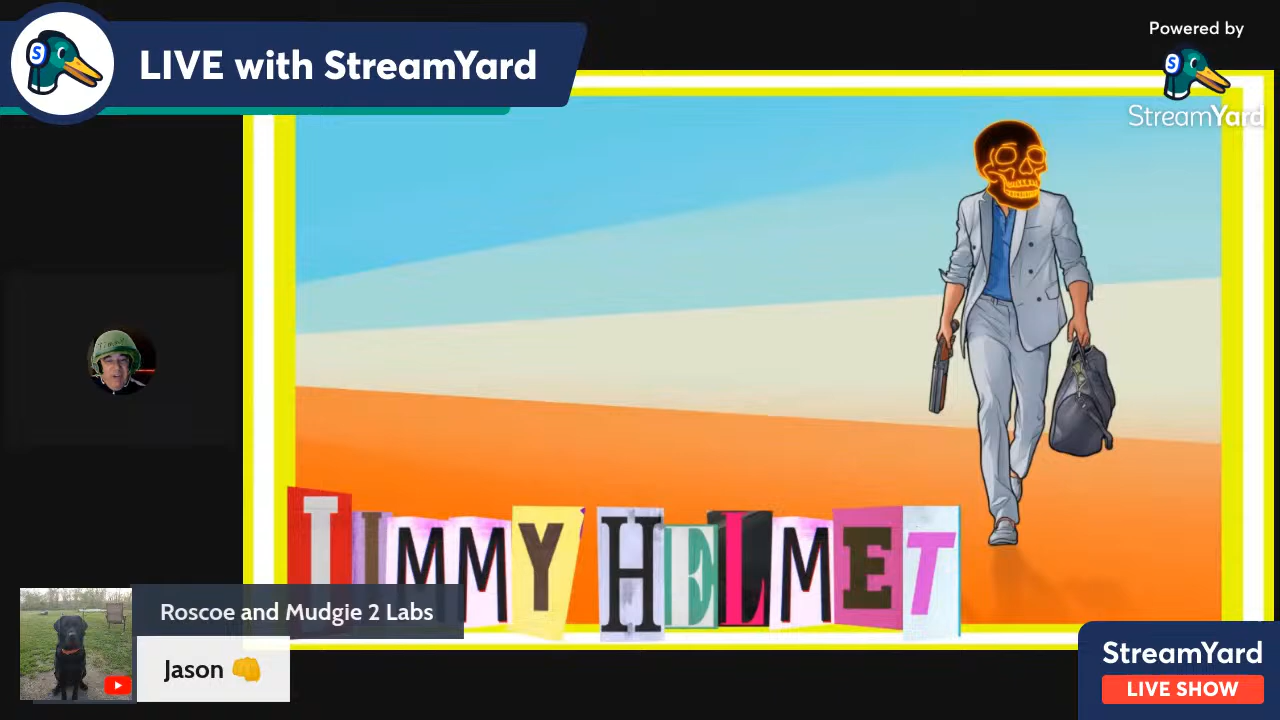 LIVE with StreamYard
Powered by
StreamYard
JIMMY HELMET
Roscoe and Mudgie 2 Labs
Jason 👊
StreamYard
LIVE SHOW